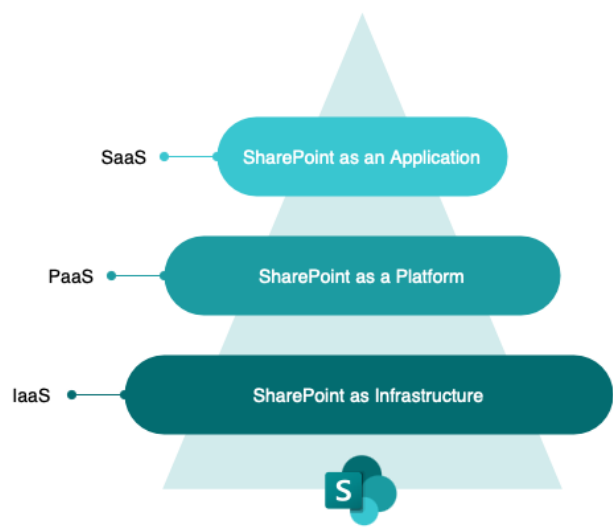 SaaS
SharePoint as an Application
PaaS
SharePoint as a Platform
IaaS
SharePoint as Infrastructure
S